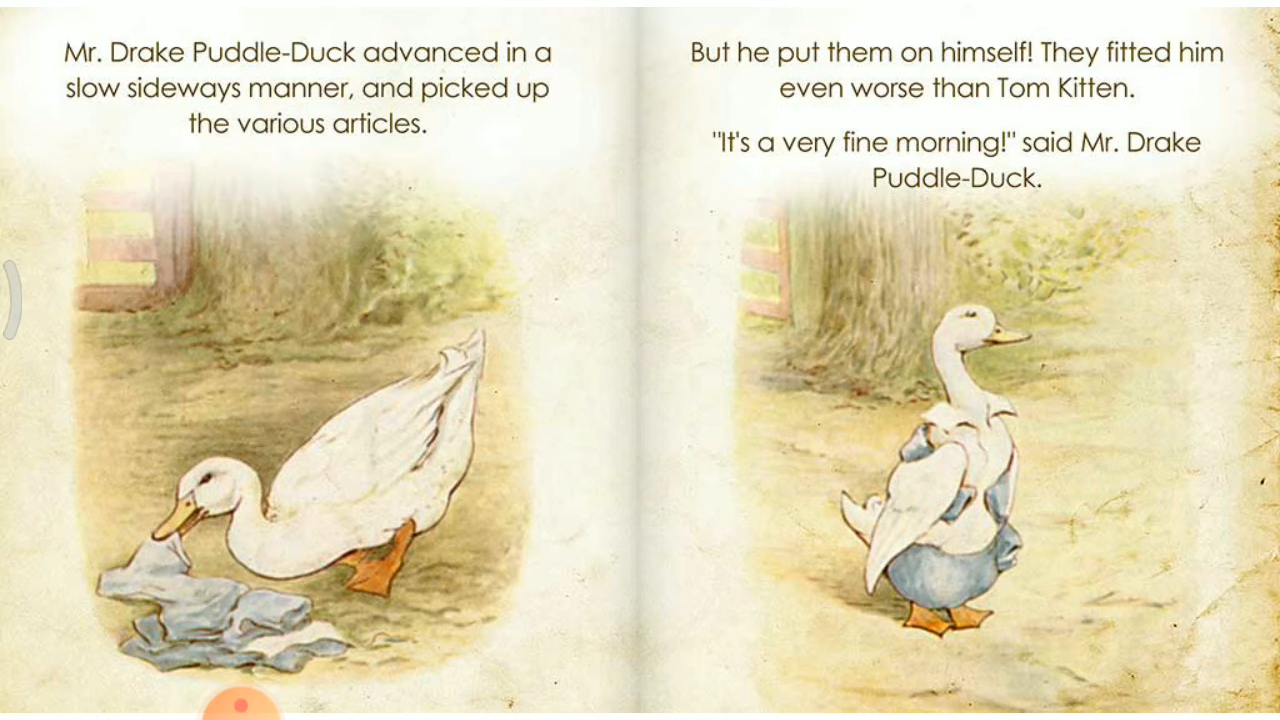 Mr. Drake Puddle-Duck advanced in a
slow sideways manner, and picked up
the various articles.
But he put them on himself! They fitted him
even worse than Tom Kitten.
"It's a very fine morning!" said Mr. Drake
Puddle-Duck.